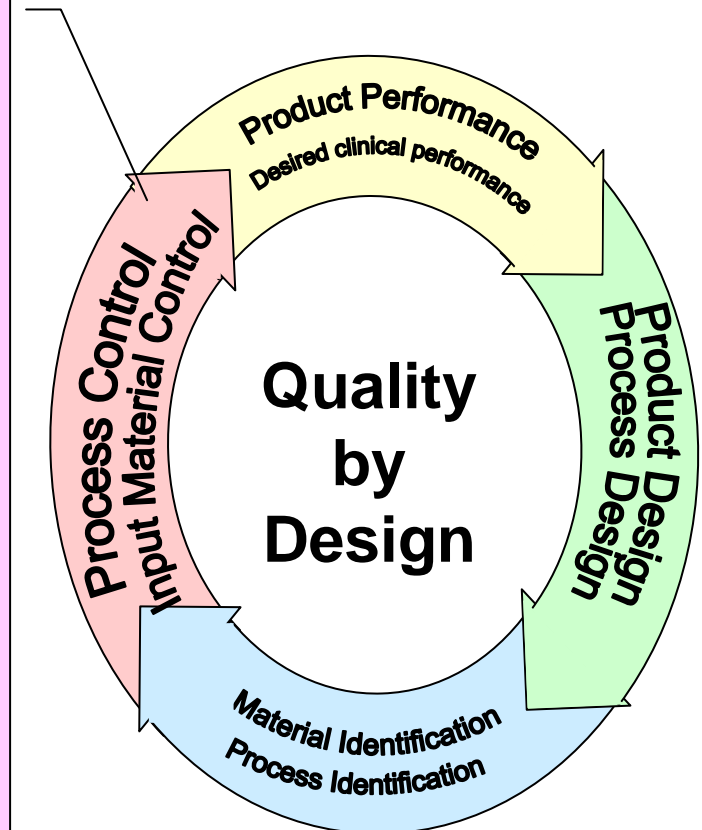 Product Performance
Desired clinical performance
Product Design
Process Design
Material Identification
Process Identification
Process Control
Input Material Control
Quality
by
Design